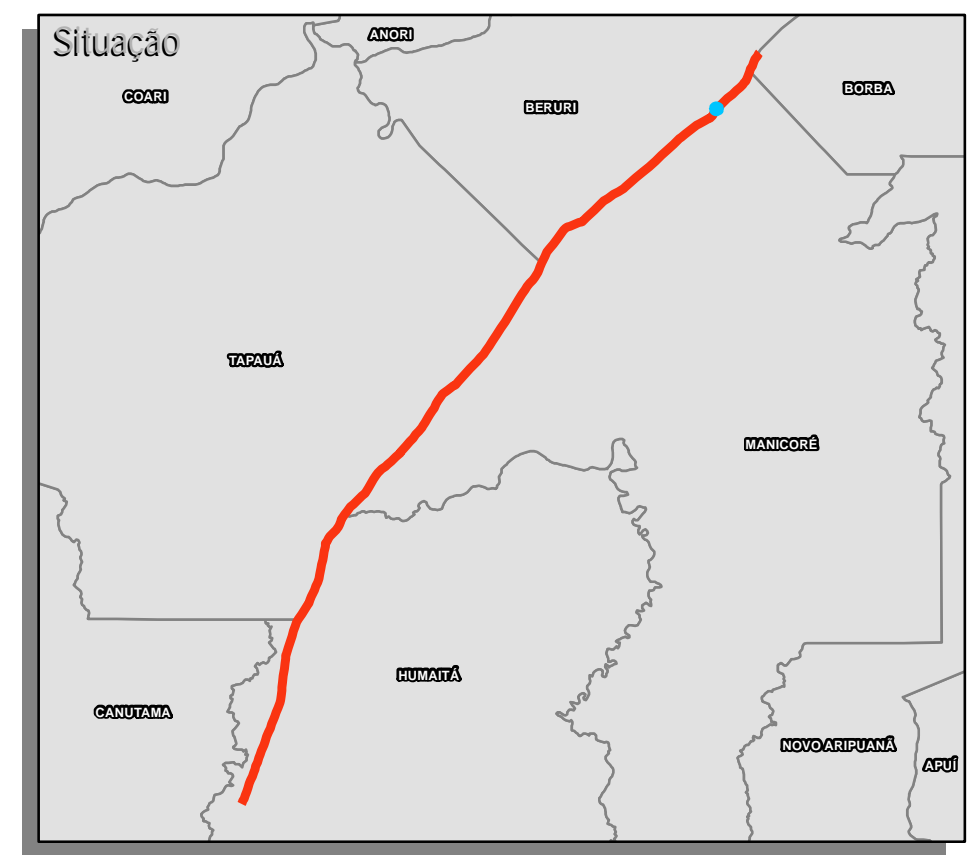 Situação
ANORI
COARI
BERURI
BORBA
TAPAUÁ
MANICORÉ
HUMAITÁ
CANUTAMA
NOVO ARIPUANÃ
APUÍ